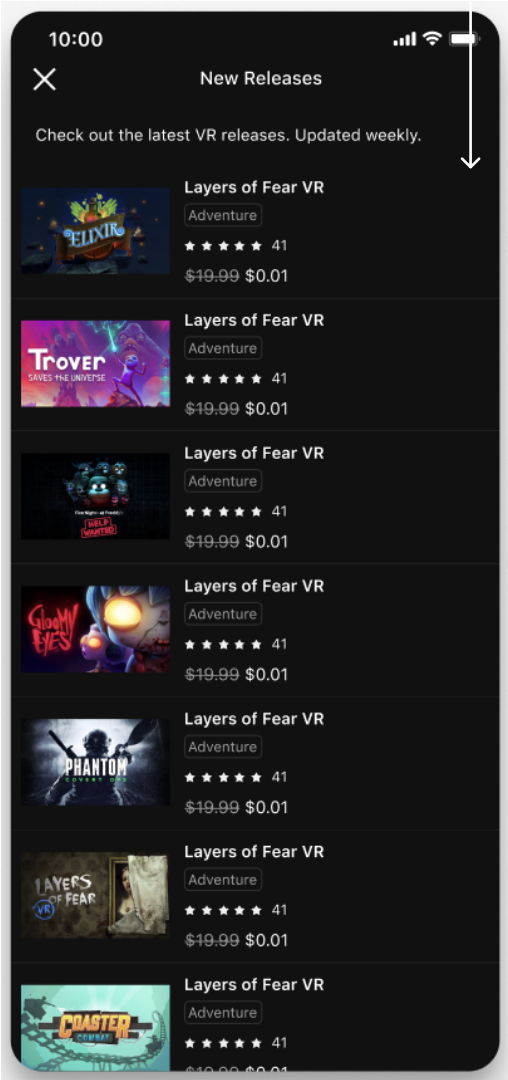 10:00
New Releases
Check out the latest VR releases. Updated weekly.
ELIXIR
Layers of Fear VR
Adventure
41
$19.99 $0.01
TROVER
SAVES THE UNIVERSE
Layers of Fear VR
Adventure
41
$19.99 $0.01
Five Nights at Freddy's
HELP
WANTED
Layers of Fear VR
Adventure
41
$19.99 $0.01
GLOOMY
EYES
Layers of Fear VR
Adventure
41
$19.99 $0.01
PHANTOM
COVERT OPS
Layers of Fear VR
Adventure
41
$19.99 $0.01
LAYERS
OF FEAR
VR
Layers of Fear VR
Adventure
41
$19.99 $0.01
COASTER
COMBAT
Layers of Fear VR
Adventure
41
$19.99 $0.01